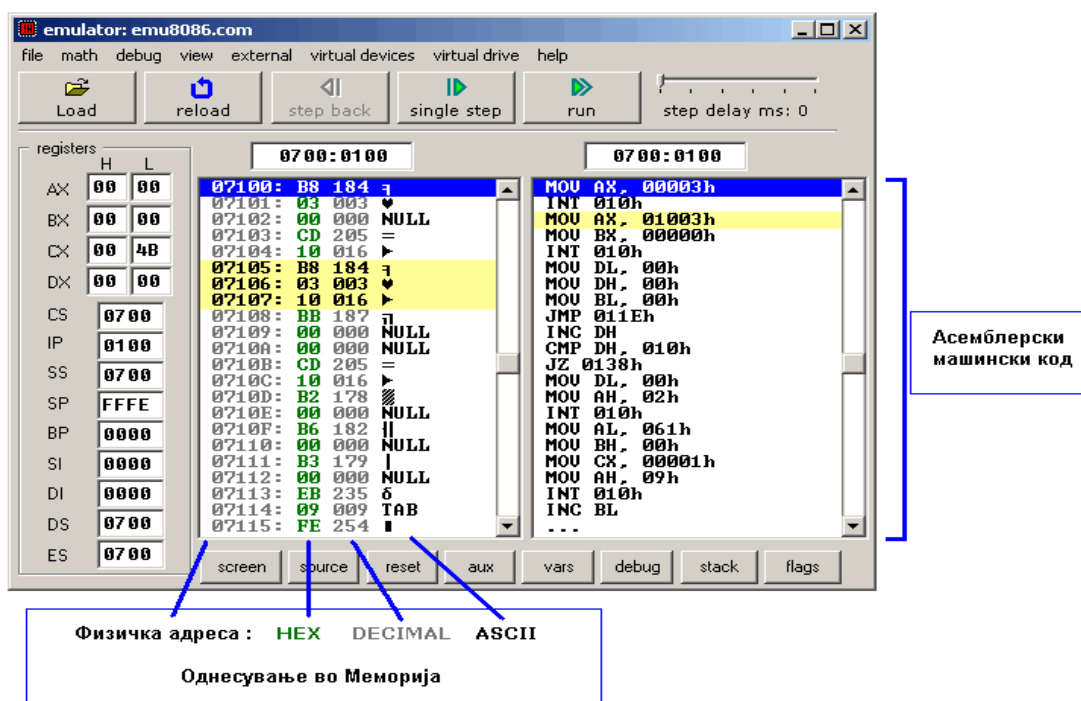 emulator: emu8086.com
file math debug view external virtual devices virtual drive help
Load reload step back single step run step delay ms: 0
registers
H L
0700:0100 0700:0100
AX 00 00
BX 00 00
CX 00 4B
DX 00 00
CS 0700
IP 0100
SS 0700
SP FFFE
BP 0000
SI 0000
DI 0000
DS 0700
ES 0700
07100: B8 184 ╕
07101: 03 003 ♥
07102: 00 000 NULL
07103: CD 205 =
07104: 10 016 ►
07105: B8 184 ╕
07106: 03 003 ♥
07107: 10 016 ►
07108: BB 187 ╗
07109: 00 000 NULL
0710A: 00 000 NULL
0710B: CD 205 =
0710C: 10 016 ►
0710D: B2 178 ▓
0710E: 00 000 NULL
0710F: B6 182 ╢
07110: 00 000 NULL
07111: B3 179 │
07112: 00 000 NULL
07113: EB 235 δ
07114: 09 009 TAB
07115: FE 254 ■
MOV AX, 00003h
INT 010h
MOV AX, 01003h
MOV BX, 00000h
INT 010h
MOV DL, 00h
MOV DH, 00h
MOV BL, 00h
JMP 011Eh
INC DH
CMP DH, 010h
JZ 0138h
MOV DL, 00h
MOV AH, 02h
INT 010h
MOV AL, 061h
MOV BH, 00h
MOV CX, 00001h
MOV AH, 09h
INT 010h
INC BL
...
screen source reset aux vars debug stack flags
Асемблерски
машински код
Физичка адреса : HEX DECIMAL ASCII
Однесување во Меморија